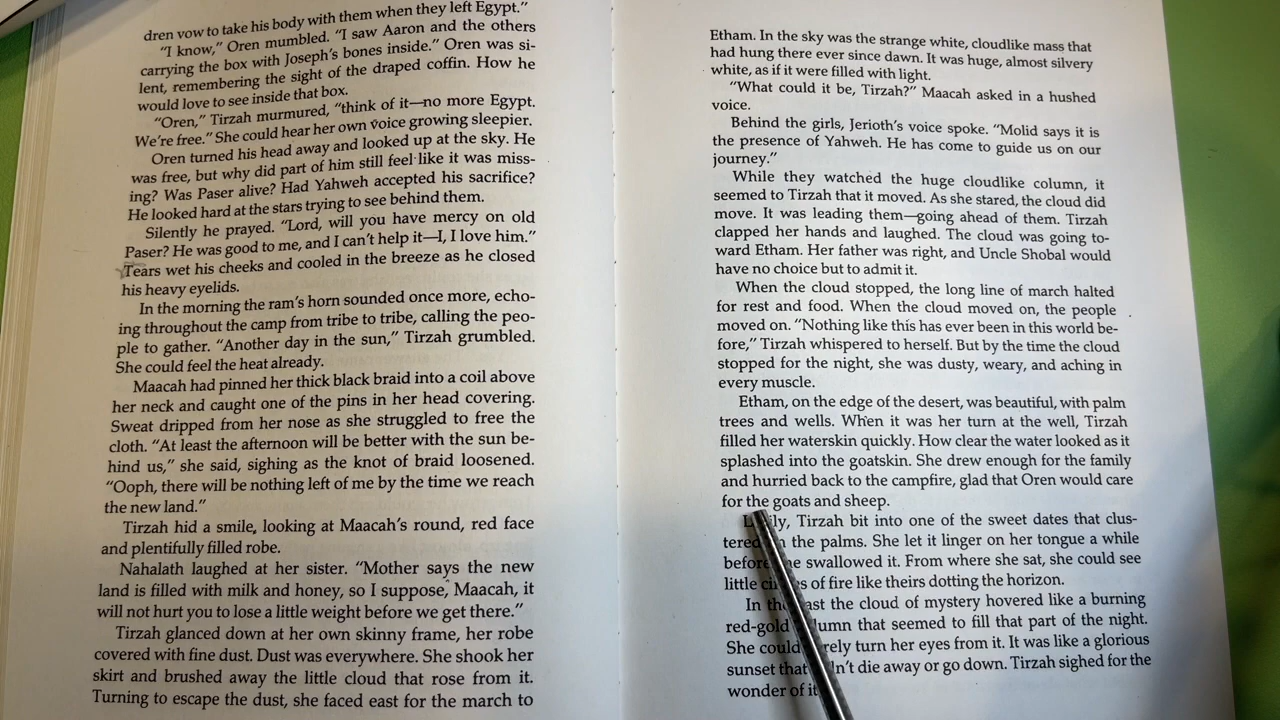 dren vow to take his body with them when they left Egypt.”
“I know,” Oren mumbled. “I saw Aaron and the others
carrying the box with Joseph’s bones inside.” Oren was si-
lent, remembering the sight of the draped coffin. How he
would love to see inside that box.
“Oren,” Tirzah murmured, “think of it—no more Egypt.
We’re free.” She could hear her own voice growing sleepier.
Oren turned his head away and looked up at the sky. He
was free, but why did part of him still feel like it was miss-
ing? Was Paser alive? Had Yahweh accepted his sacrifice?
He looked hard at the stars trying to see behind them.
Silently he prayed. “Lord, will you have mercy on old
Paser? He was good to me, and I can’t help it—I, I love him.”
Tears wet his cheeks and cooled in the breeze as he closed
his heavy eyelids.
In the morning the ram’s horn sounded once more, echo-
ing throughout the camp from tribe to tribe, calling the peo-
ple to gather. “Another day in the sun,” Tirzah grumbled.
She could feel the heat already.
Maacah had pinned her thick black braid into a coil above
her neck and caught one of the pins in her head covering.
Sweat dripped from her nose as she struggled to free the
cloth. “At least the afternoon will be better with the sun be-
hind us,” she said, sighing as the knot of braid loosened.
“Ooph, there will be nothing left of me by the time we reach
the new land.”
Tirzah hid a smile, looking at Maacah’s round, red face
and plentifully filled robe.
Nahalath laughed at her sister. “Mother says the new
land is filled with milk and honey, so I suppose, Maacah, it
will not hurt you to lose a little weight before we get there.”
Tirzah glanced down at her own skinny frame, her robe
covered with fine dust. Dust was everywhere. She shook her
skirt and brushed away the little cloud that rose from it.
Turning to escape the dust, she faced east for the march to
Etham. In the sky was the strange white, cloudlike mass that
had hung there ever since dawn. It was huge, almost silvery
white, as if it were filled with light.
“What could it be, Tirzah?” Maacah asked in a hushed
voice.
Behind the girls, Jerioth’s voice spoke. “Molid says it is
the presence of Yahweh. He has come to guide us on our
journey.”
While they watched the huge cloudlike column, it
seemed to Tirzah that it moved. As she stared, the cloud did
move. It was leading them—going ahead of them. Tirzah
clapped her hands and laughed. The cloud was going to-
ward Etham. Her father was right, and Uncle Shobal would
have no choice but to admit it.
When the cloud stopped, the long line of march halted
for rest and food. When the cloud moved on, the people
moved on. “Nothing like this has ever been in this world be-
fore,” Tirzah whispered to herself. But by the time the cloud
stopped for the night, she was dusty, weary, and aching in
every muscle.
Etham, on the edge of the desert, was beautiful, with palm
trees and wells. When it was her turn at the well, Tirzah
filled her waterskin quickly. How clear the water looked as it
splashed into the goatskin. She drew enough for the family
and hurried back to the campfire, glad that Oren would care
for the goats and sheep.
Tirzah bit into one of the sweet dates that clus-
tered the palms. She let it linger on her tongue a while
before swallowed it. From where she sat, she could see
little of fire like theirs dotting the horizon.
In the cloud of mystery hovered like a burning
red-gold that seemed to fill that part of the night.
She could turn her eyes from it. It was like a glorious
sunset that die away or go down. Tirzah sighed for the
wonder of it